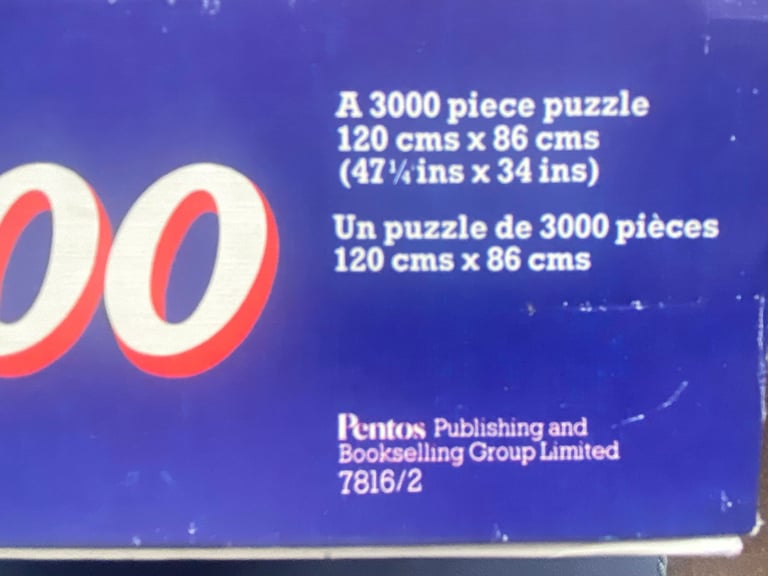 00
A 3000 piece puzzle
120 cms x 86 cms
(47¼ ins x 34 ins)
Un puzzle de 3000 pièces
120 cms x 86 cms
Pentos Publishing and
Bookselling Group Limited
7816/2